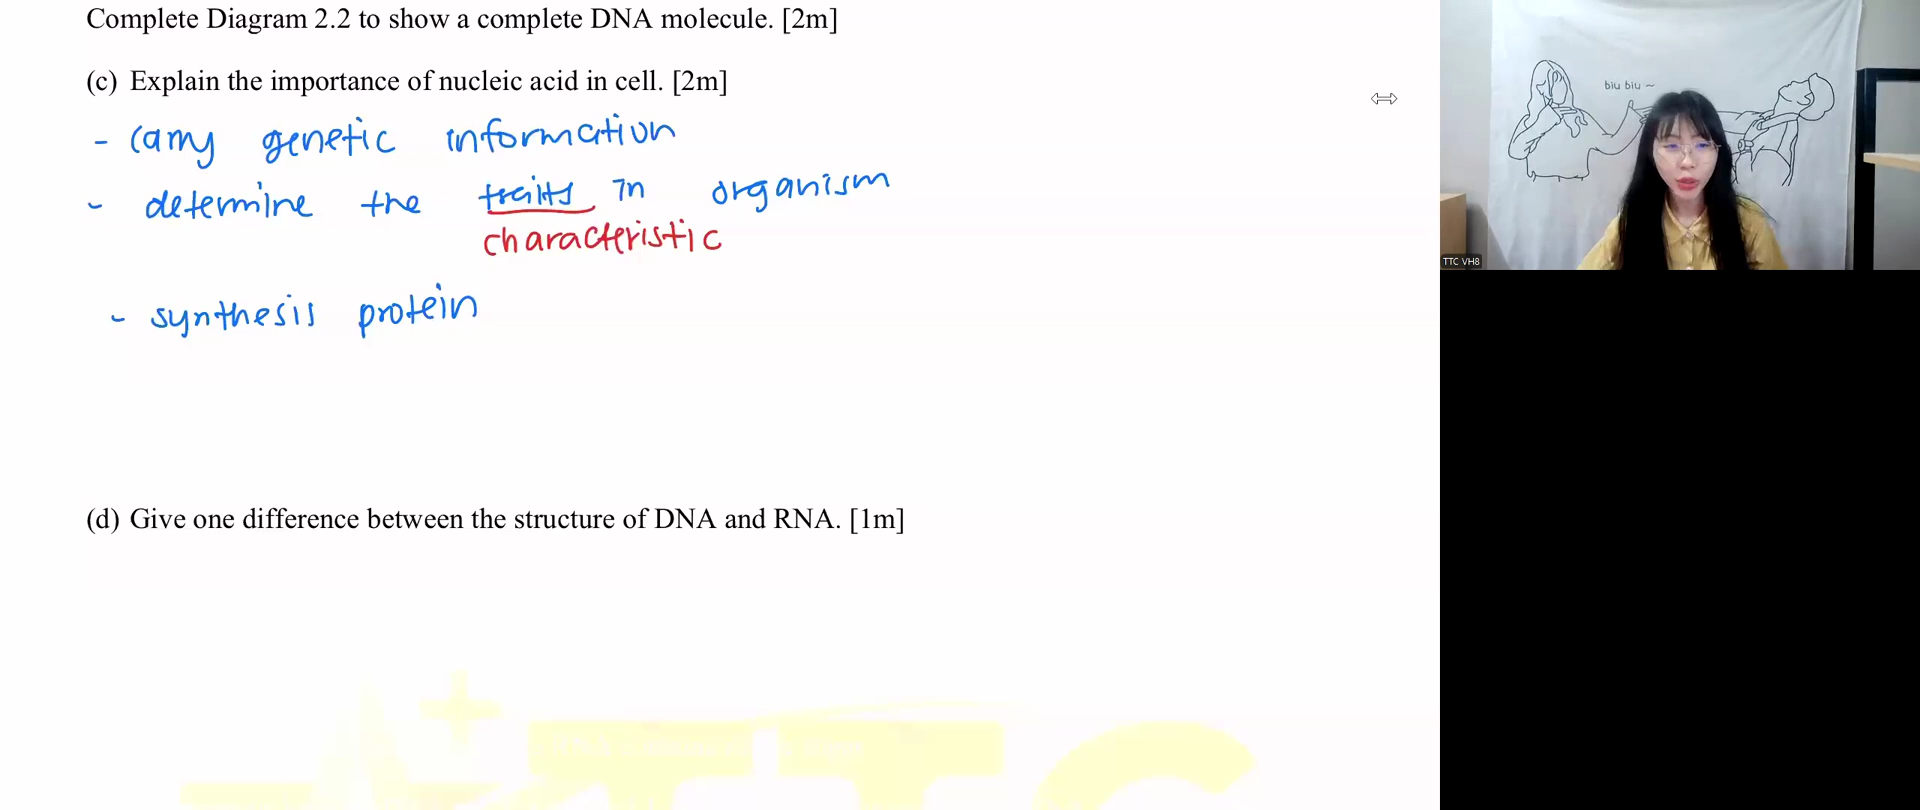 Complete Diagram 2.2 to show a complete DNA molecule. [2m]
(c) Explain the importance of nucleic acid in cell. [2m]
- carry genetic information
- determine the traits in organism
characteristic
- synthesis protein
(d) Give one difference between the structure of DNA and RNA. [1m]
TTC
biu biu ~
TTC VH8